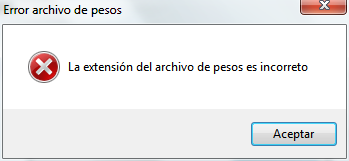 Error archivo de pesos
La extensión del archivo de pesos es incorreto
Aceptar